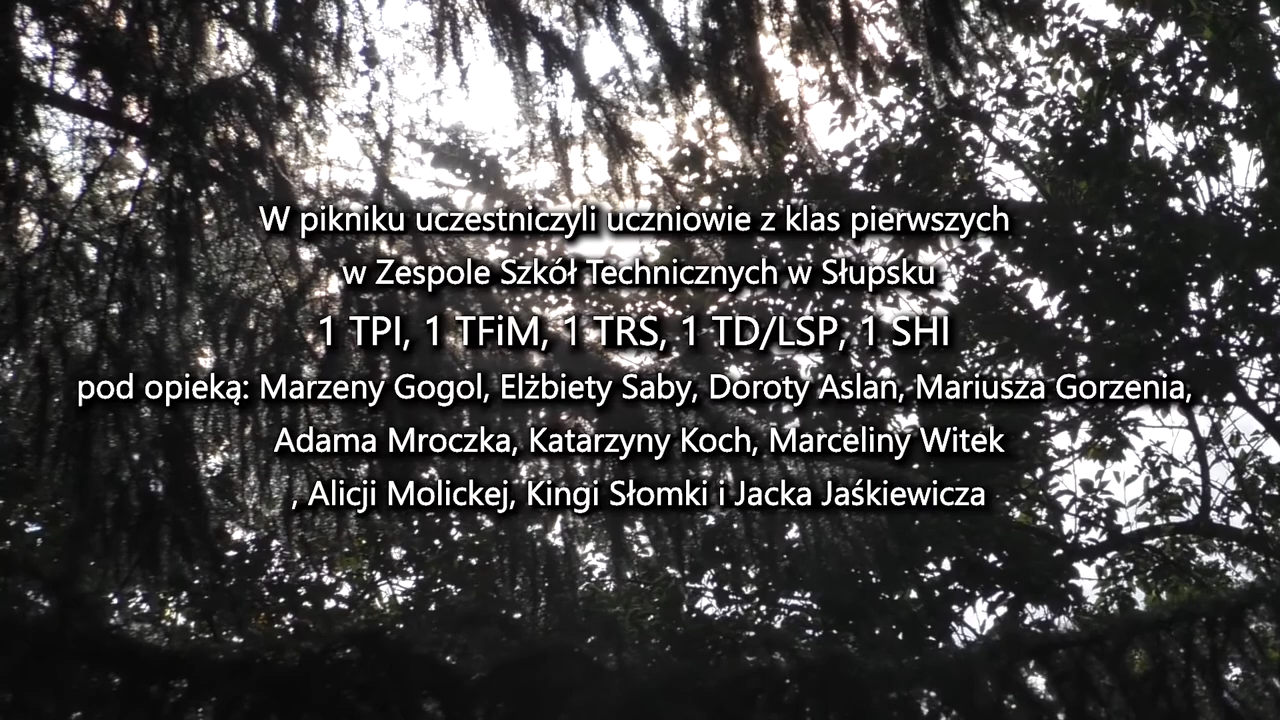 W pikniku uczestniczyli uczniowie z klas pierwszych
w Zespole Szkół Technicznych w Słupsku
1 TPI, 1 TFiM, 1 TRS, 1 TD/LSP, 1 SHI
pod opieką: Marzeny Gogol, Elżbiety Saby, Doroty Aslan, Mariusza Gorzenia,
Adama Mroczka, Katarzyny Koch, Marceliny Witek
, Alicji Molickej, Kingi Słomki i Jacka Jaśkiewicza